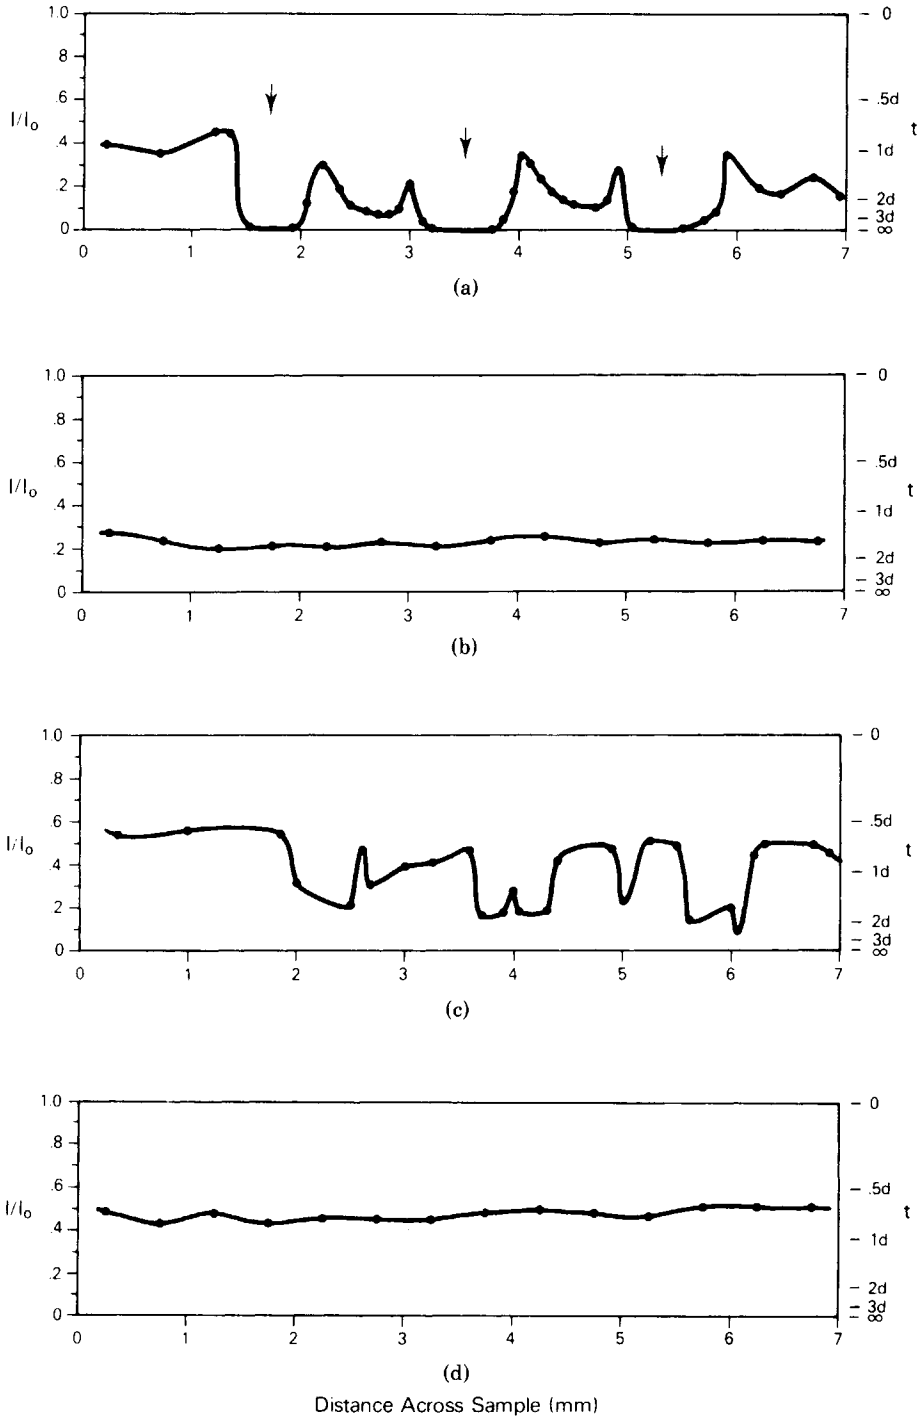 1.0
8
.6
.4
.2
0
I/Io
0
.5d
1d
2d
3d
∞
t
0 1 2 3 4 5 6 7
(a)
1.0
.8
.6
.4
.2
0
I/Io
0
.5d
1d
2d
3d
∞
t
0 1 2 3 4 5 6 7
(b)
1.0
.8
.6
.4
.2
0
I/Io
0
.5d
1d
2d
3d
∞
t
0 1 2 3 4 5 6 7
(c)
1.0
.8
.6
.4
.2
0
I/Io
0
.5d
1d
2d
3d
∞
t
0 1 2 3 4 5 6 7
(d)
Distance Across Sample (mm)